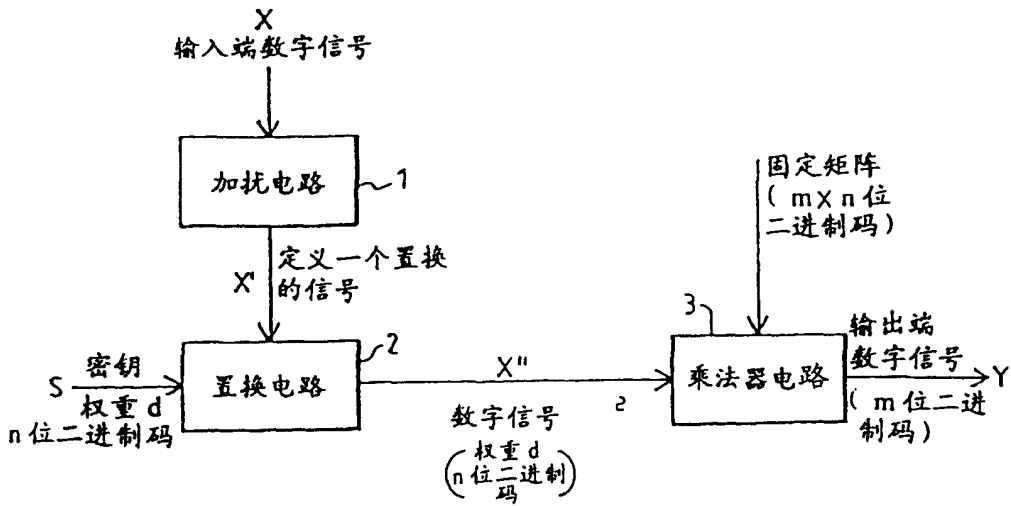 X
输入端数字信号
加扰电路
1
X'
定义一个置换
的信号
S
密钥
权重 d
n 位二进制码
置换电路
2
X''
数字信号
(权重 d
n 位二进制
码)
2
固定矩阵
( m X n 位
二进制码 )
3
乘法器电路
输出端
数字信号
Y
( m 位二进
制码 )